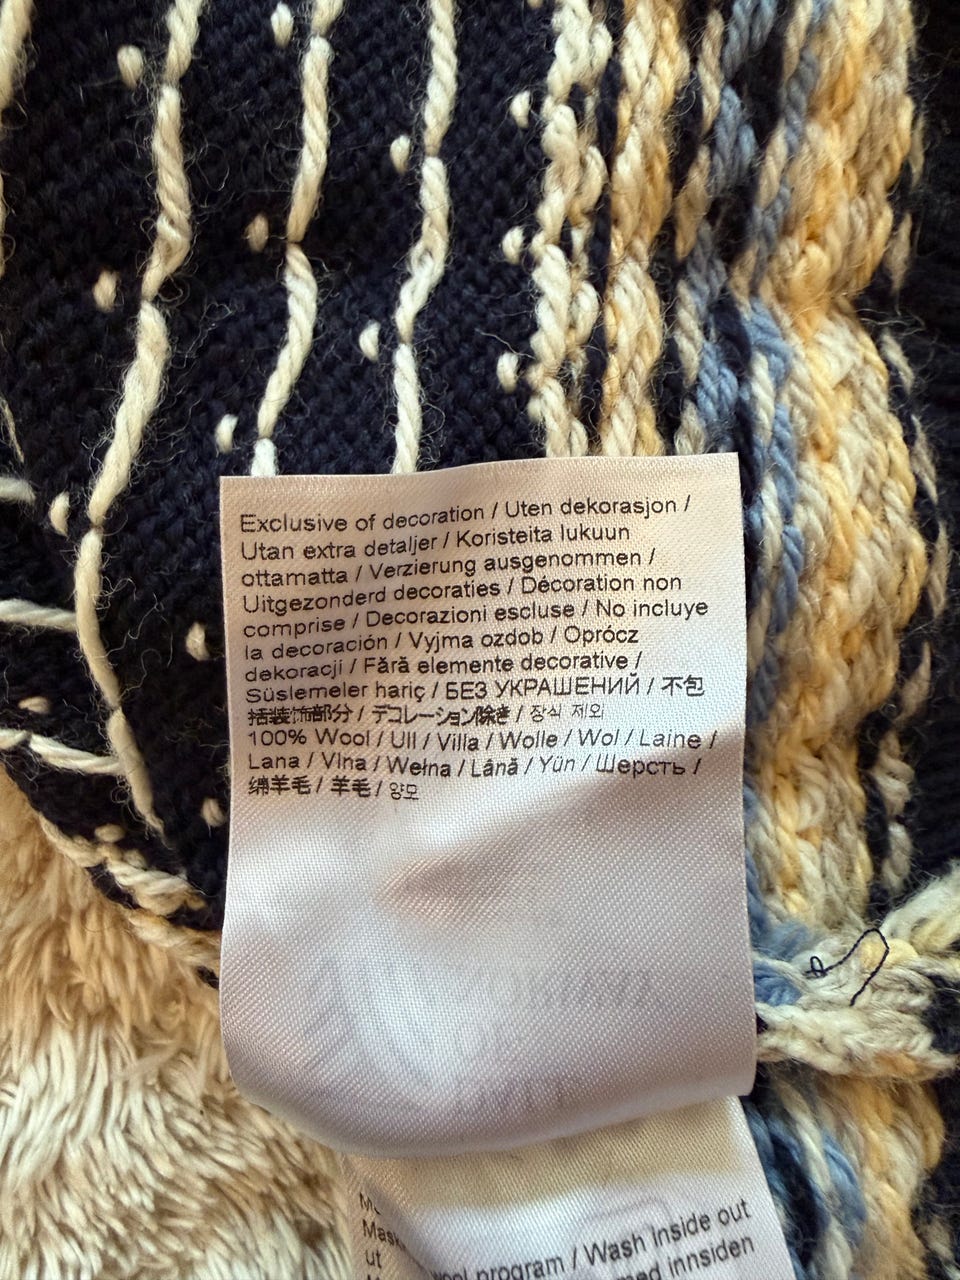 Exclusive of decoration / Uten dekorasjon /
Utan extra detaljer / Koristeita lukuun
ottamatta / Verzierung ausgenommen /
Uitgezonderd decoraties / Décoration non
comprise / Decorazioni escluse / No incluye
la decoración / Vyjma ozdob / Oprócz
dekoracji / Fără elemente decorative /
Süslemeler hariç / БЕЗ УКРАШЕНИЙ / 不包
括装饰部分 / デコレーション除き / 장식 제외
100% Wool / Ull / Villa / Wolle / Wol / Laine /
Lana / Vlna / Wełna / Lână / Yün / Шерсть /
绵羊毛 / 羊毛 / 양모
ut
program / Wash inside out
med innsiden